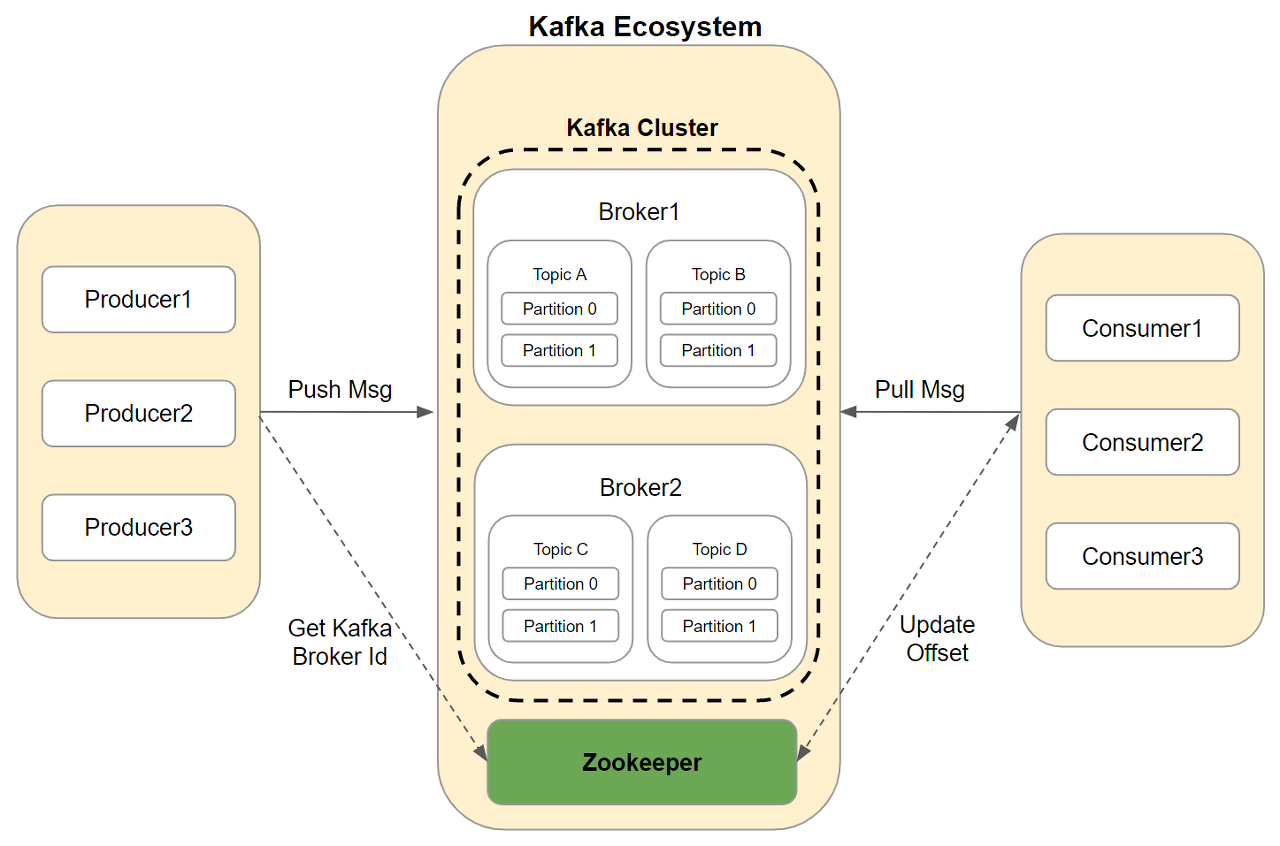 Kafka Ecosystem
Kafka Cluster
Broker1
Topic A
Partition 0
Partition 1
Topic B
Partition 0
Partition 1
Broker2
Topic C
Partition 0
Partition 1
Topic D
Partition 0
Partition 1
Zookeeper
Producer1
Producer2
Producer3
Push Msg
Get Kafka
Broker Id
Pull Msg
Update
Offset
Consumer1
Consumer2
Consumer3